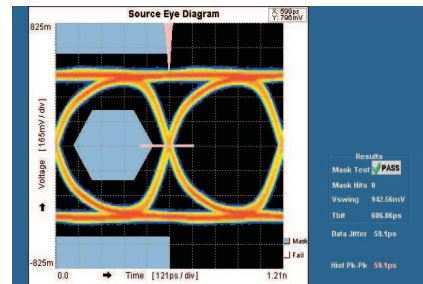 Source Eye Diagram
X: 599ps
Y: 796mV
825m
Voltage [165mV / div]
-825m
0.0
Time [121ps / div]
1.21n
Mask
Fail
Results
Mask Test PASS
Mask Hits 0
Vswing 942.56mV
Tbit 606.06ps
Data Jitter 59.1ps
Hist Pk-Pk 59.1ps